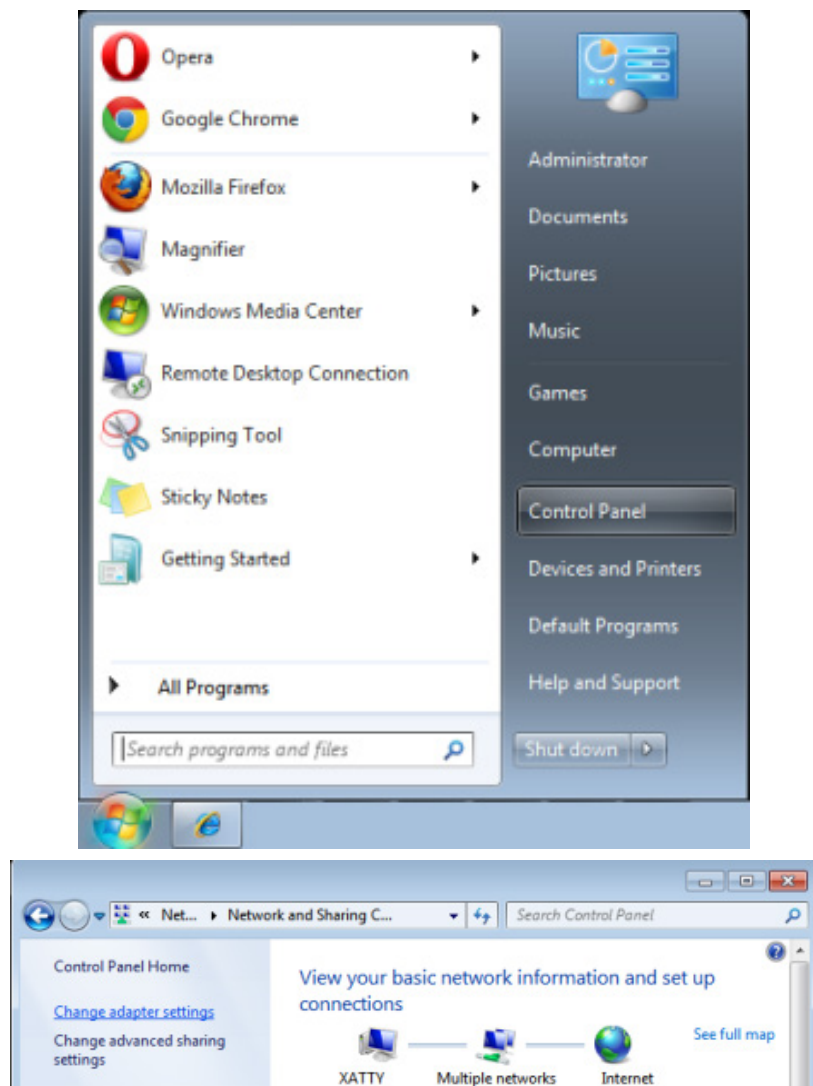 Opera
Google Chrome
Mozilla Firefox
Magnifier
Windows Media Center
Remote Desktop Connection
Snipping Tool
Sticky Notes
Getting Started
All Programs
Search programs and files
Administrator
Documents
Pictures
Music
Games
Computer
Control Panel
Devices and Printers
Default Programs
Help and Support
Shut down
« Net... Network and Sharing C...
Search Control Panel
Control Panel Home
Change adapter settings
Change advanced sharing
settings
View your basic network information and set up
connections
See full map
XATTY Multiple networks Internet